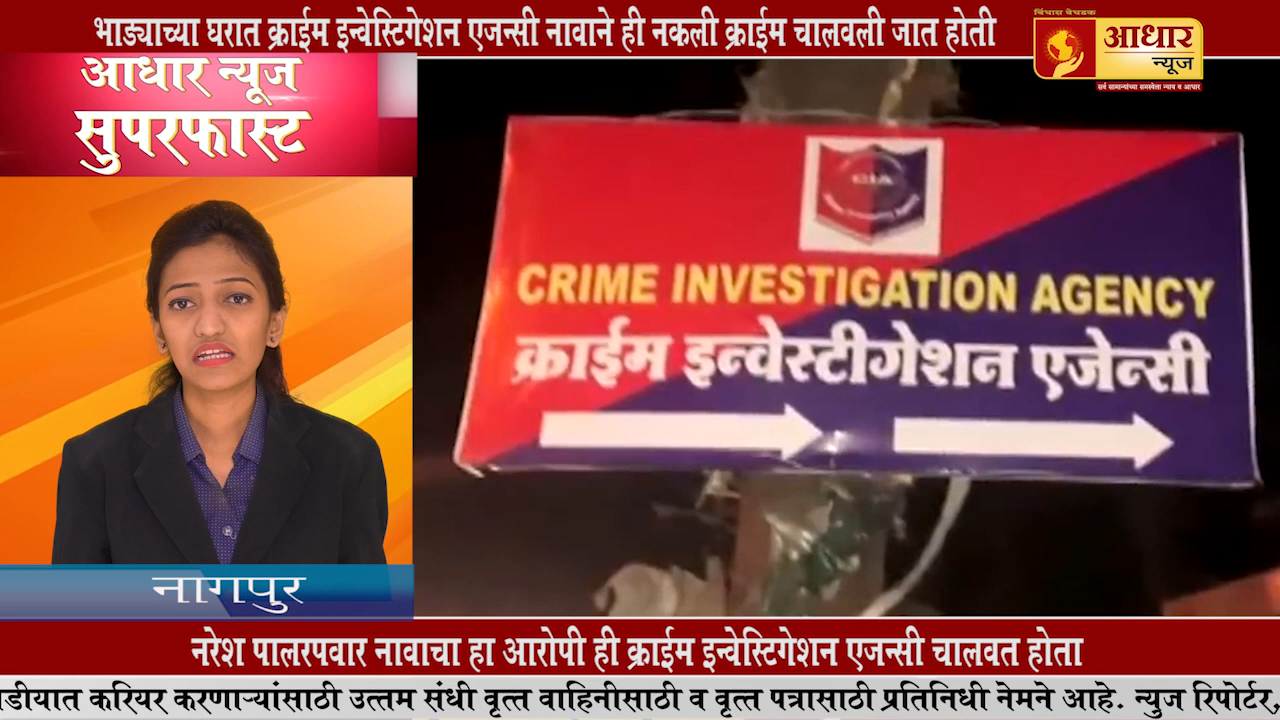 भाड्याच्या घरात क्राईम इन्वेस्टिगेशन एजन्सी नावाने ही नकली क्राईम चालवली जात होती
आधार न्यूज
सुपरफास्ट
आधार
न्यूज
सर्व सामान्यांच्या समस्येला न्याय व आधार
CIA
CRIME INVESTIGATION AGENCY
क्राईम इन्वेस्टीगेशन एजेन्सी
नागपुर
नरेश पालरपवार नावाचा हा आरोपी ही क्राईम इन्वेस्टिगेशन एजन्सी चालवत होता
डीयात करियर करणाऱ्यांसाठी उत्तम संधी वृत्त वाहिनीसाठी व वृत्त पत्रासाठी प्रतिनिधी नेमने आहे. न्युज रिपोर्टर,